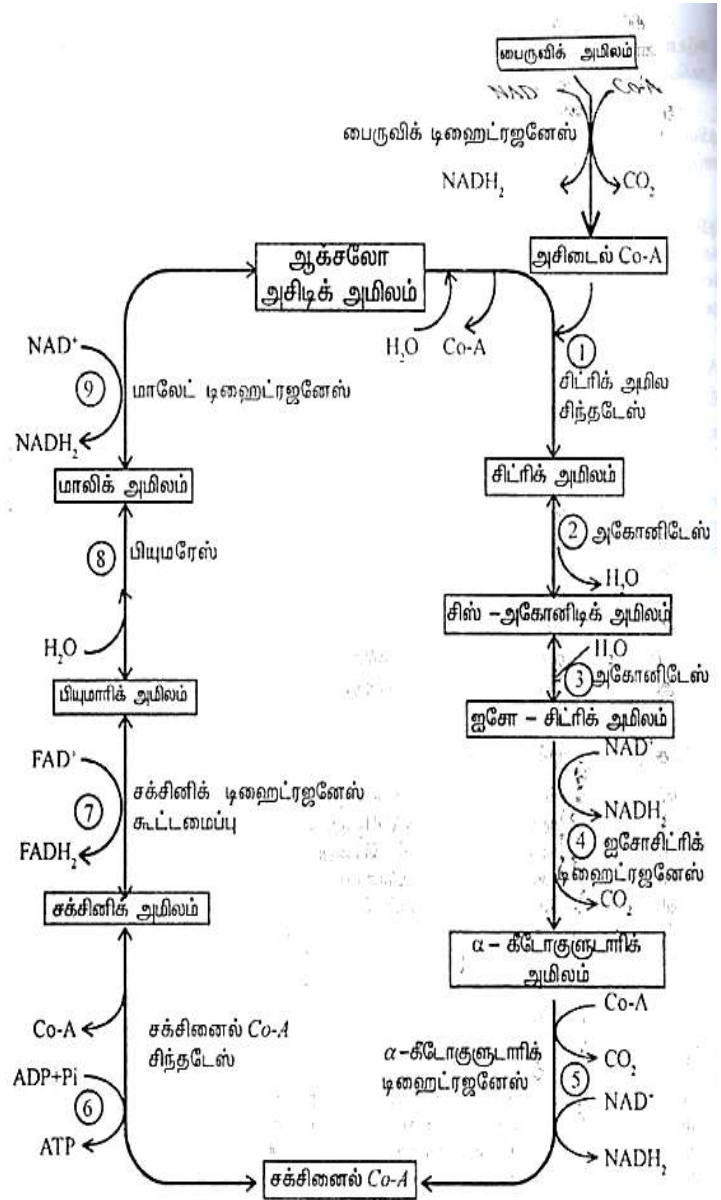 பைருவிக் அமிலம்
NAD
Co-A
பைருவிக் டிஹைட்ரஜனேஸ்
NADH₂
CO₂
ஆக்சலோ
அசிடிக் அமிலம்
அசிடைல் Co-A
H₂O
Co-A
①
சிட்ரிக் அமில
சிந்தடேஸ்
NAD⁺
⑨
மாலேட் டிஹைட்ரஜனேஸ்
NADH₂
மாலிக் அமிலம்
சிட்ரிக் அமிலம்
⑧ பியுமரேஸ்
② அகோனிடேஸ்
H₂O
H₂O
சிஸ் -அகோனிடிக் அமிலம்
H₂O
③ அகோனிடேஸ்
பியுமாரிக் அமிலம்
ஐசோ - சிட்ரிக் அமிலம்
FAD⁺
NAD⁺
⑦
சக்சினிக் டிஹைட்ரஜனேஸ்
கூட்டமைப்பு
NADH₂
FADH₂
④ ஐசோசிட்ரிக்
டிஹைட்ரஜனேஸ்
CO₂
சக்சினிக் அமிலம்
α - கீடோகுளுடாரிக்
அமிலம்
Co-A
Co-A
சக்சினைல் Co-A
சிந்தடேஸ்
α-கீடோகுளுடாரிக்
டிஹைட்ரஜனேஸ்
CO₂
ADP+Pi
⑥
⑤
NAD⁺
ATP
NADH₂
சக்சினைல் Co-A